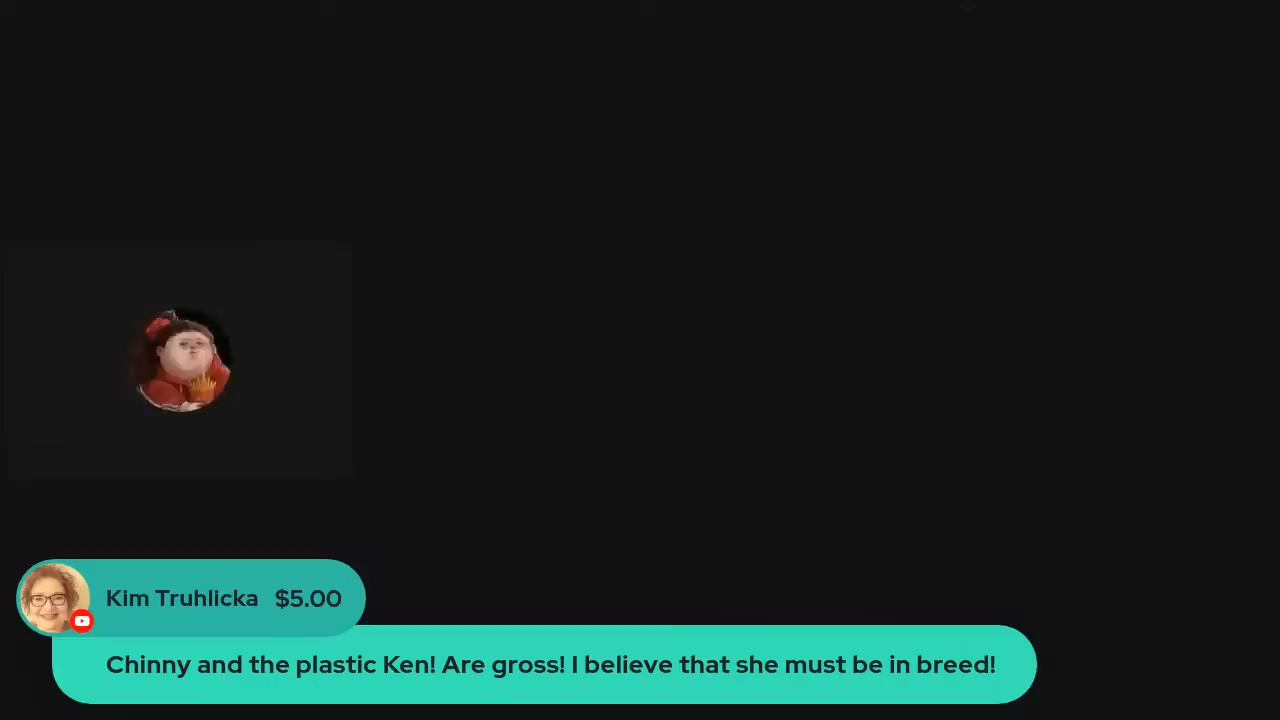 Kim Truhlicka $5.00
Chinny and the plastic Ken! Are gross! I believe that she must be in breed!